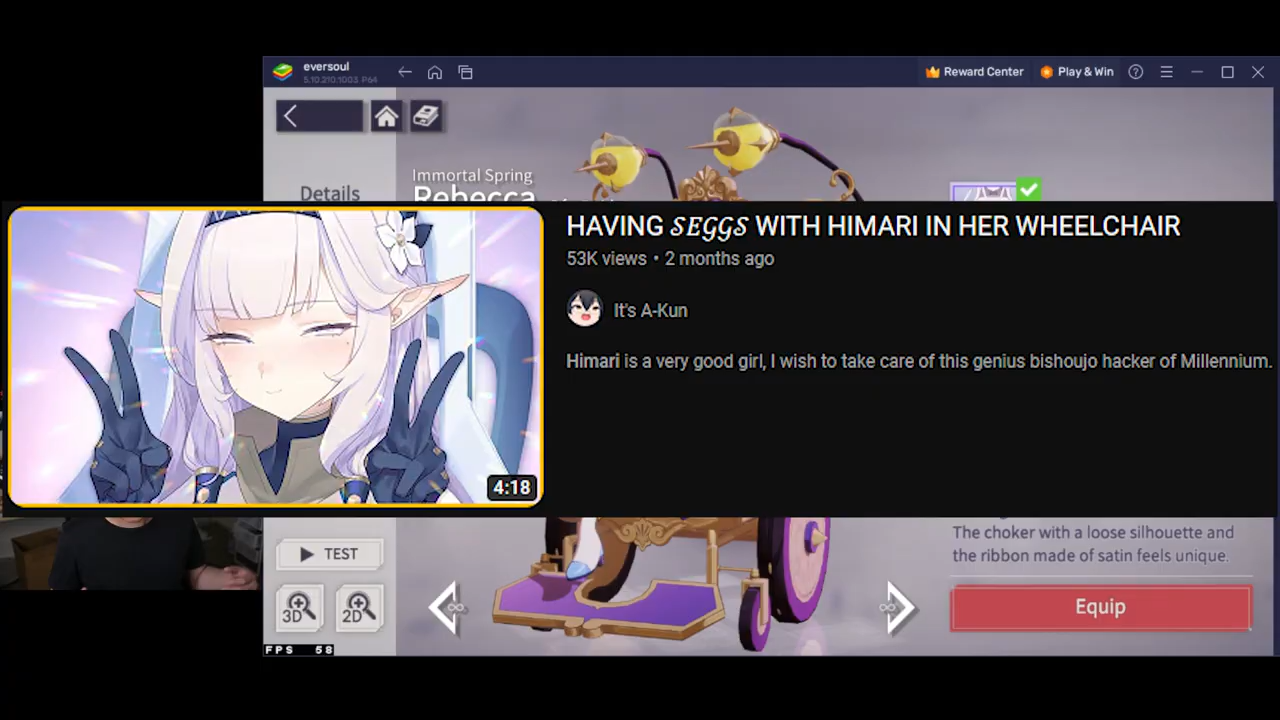 eversoul
5.10.210.1003 P64
Reward Center
Play & Win
Immortal Spring
Details
Rebecca
HAVING SEGGS WITH HIMARI IN HER WHEELCHAIR
53K views • 2 months ago
It's A-Kun
Himari is a very good girl, I wish to take care of this genius bishoujo hacker of Millennium.
4:18
The choker with a loose silhouette and
the ribbon made of satin feels unique.
TEST
3D
2D
Equip
FPS 58